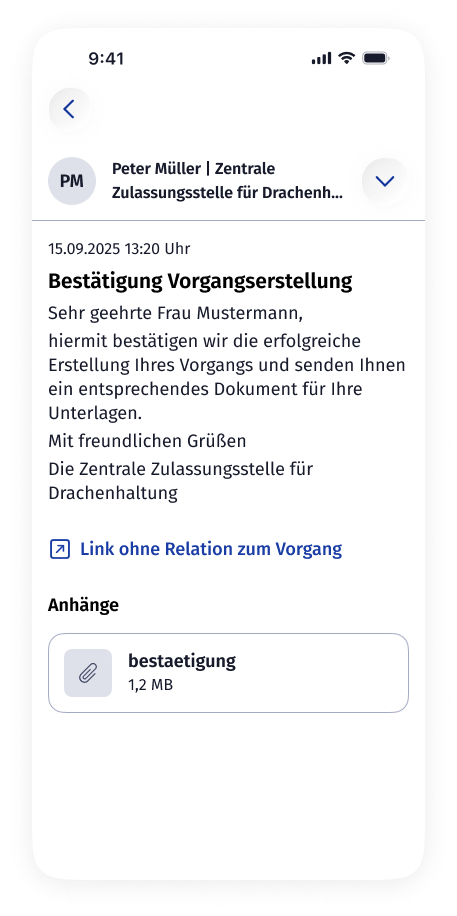 9:41
PM
Peter Müller | Zentrale
Zulassungsstelle für Drachenh...
15.09.2025 13:20 Uhr
Bestätigung Vorgangserstellung
Sehr geehrte Frau Mustermann,
hiermit bestätigen wir die erfolgreiche
Erstellung Ihres Vorgangs und senden Ihnen
ein entsprechendes Dokument für Ihre
Unterlagen.
Mit freundlichen Grüßen
Die Zentrale Zulassungsstelle für
Drachenhaltung
Link ohne Relation zum Vorgang
Anhänge
bestaetigung
1,2 MB